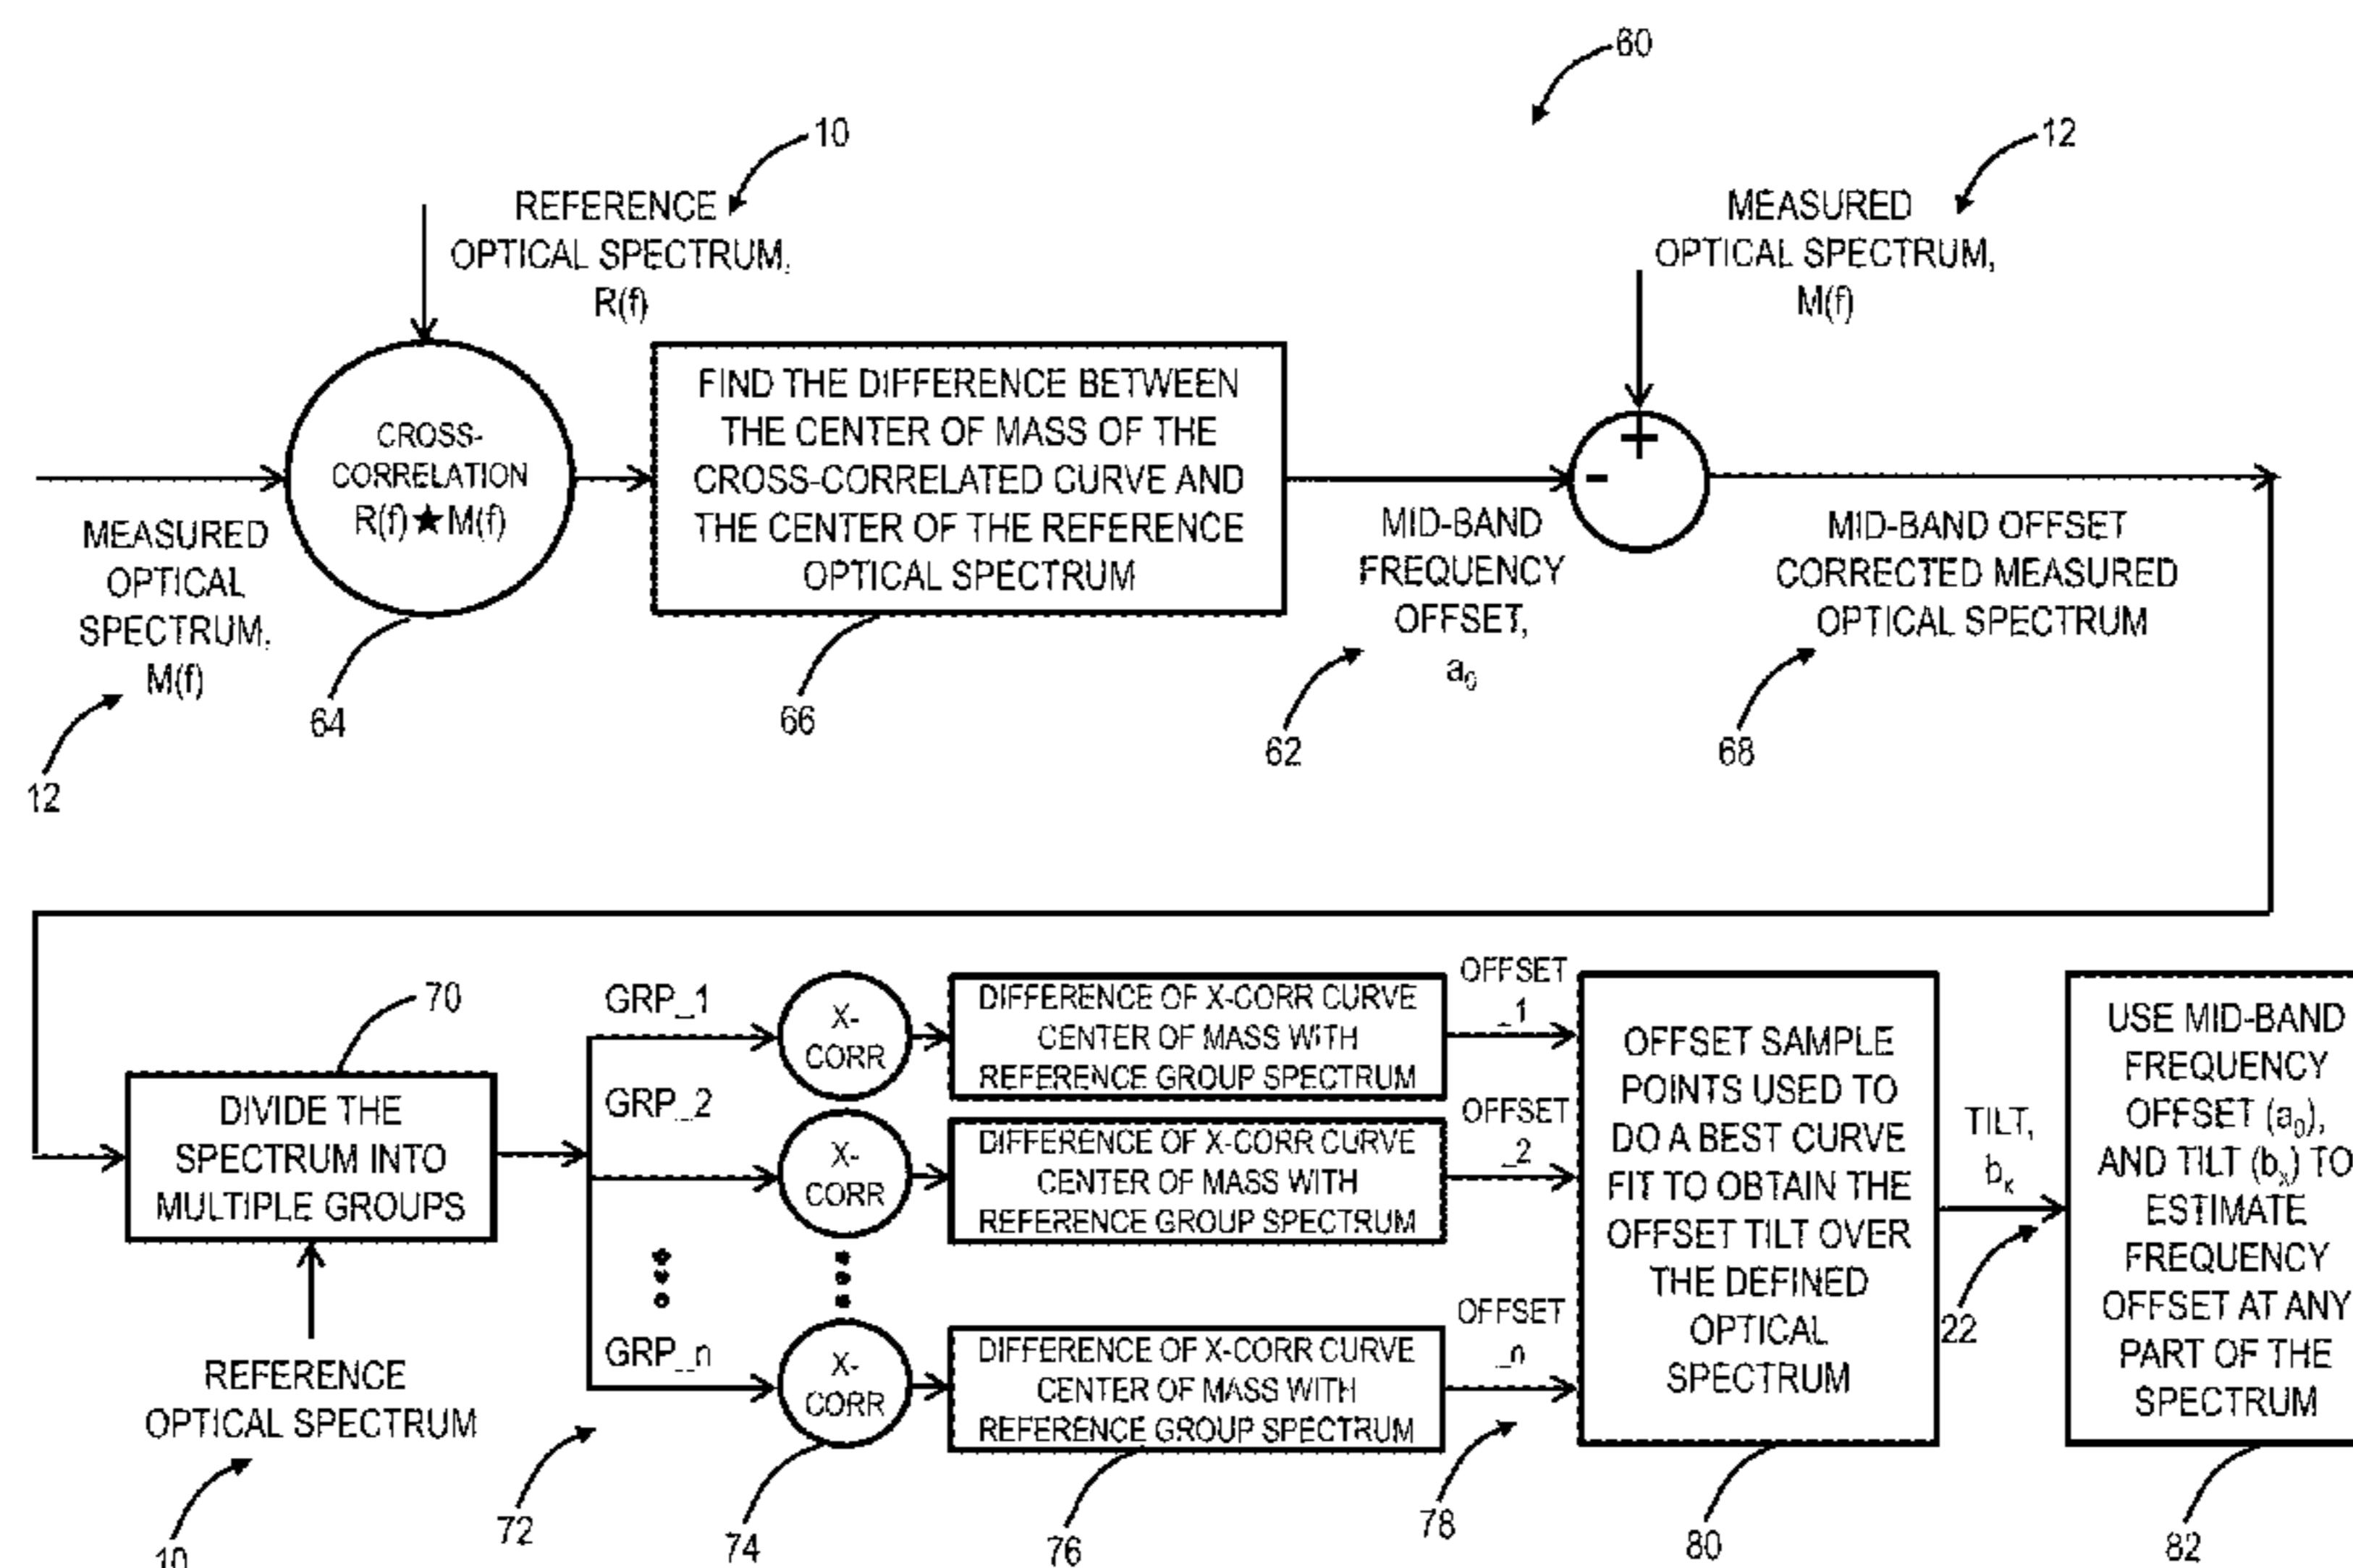 60
10
12
REFERENCE
OPTICAL SPECTRUM,
R(f)
MEASURED
OPTICAL SPECTRUM,
M(f)
CROSS-
CORRELATION
R(f)★M(f)
FIND THE DIFFERENCE BETWEEN
THE CENTER OF MASS OF THE
CROSS-CORRELATED CURVE AND
THE CENTER OF THE REFERENCE
OPTICAL SPECTRUM
+
-
MEASURED
OPTICAL
SPECTRUM,
M(f)
MID-BAND
FREQUENCY
OFFSET,
a₀
MID-BAND OFFSET
CORRECTED MEASURED
OPTICAL SPECTRUM
12
64
66
62
68
70
DIVIDE THE
SPECTRUM INTO
MULTIPLE GROUPS
REFERENCE
OPTICAL SPECTRUM
10
GRP_1
GRP_2
GRP_n
72
X-
CORR
X-
CORR
X-
CORR
74
DIFFERENCE OF X-CORR CURVE
CENTER OF MASS WITH
REFERENCE GROUP SPECTRUM
DIFFERENCE OF X-CORR CURVE
CENTER OF MASS WITH
REFERENCE GROUP SPECTRUM
DIFFERENCE OF X-CORR CURVE
CENTER OF MASS WITH
REFERENCE GROUP SPECTRUM
76
OFFSET
_1
OFFSET
_2
OFFSET
_n
78
OFFSET SAMPLE
POINTS USED TO
DO A BEST CURVE
FIT TO OBTAIN THE
OFFSET TILT OVER
THE DEFINED
OPTICAL
SPECTRUM
80
TILT,
bₓ
22
USE MID-BAND
FREQUENCY
OFFSET (a₀),
AND TILT (bₓ) TO
ESTIMATE
FREQUENCY
OFFSET AT ANY
PART OF THE
SPECTRUM
82